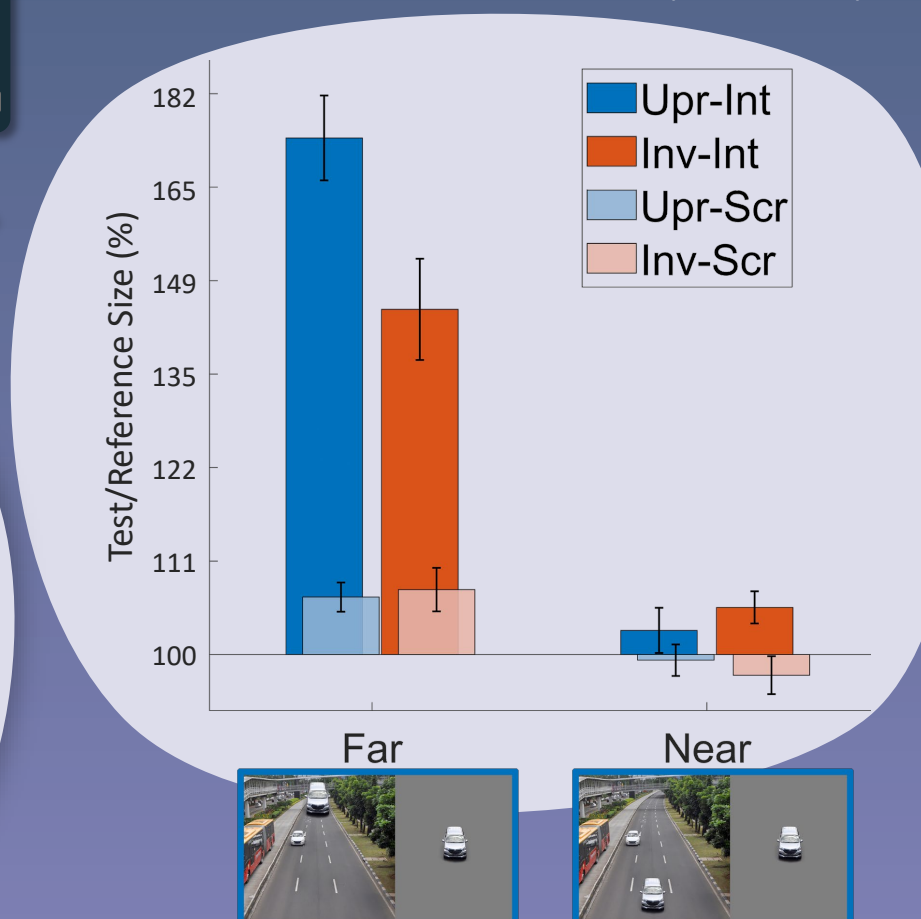 182
165
149
135
122
111
100
Test/Reference Size (%)
Upr-Int
Inv-Int
Upr-Scr
Inv-Scr
Far
Near